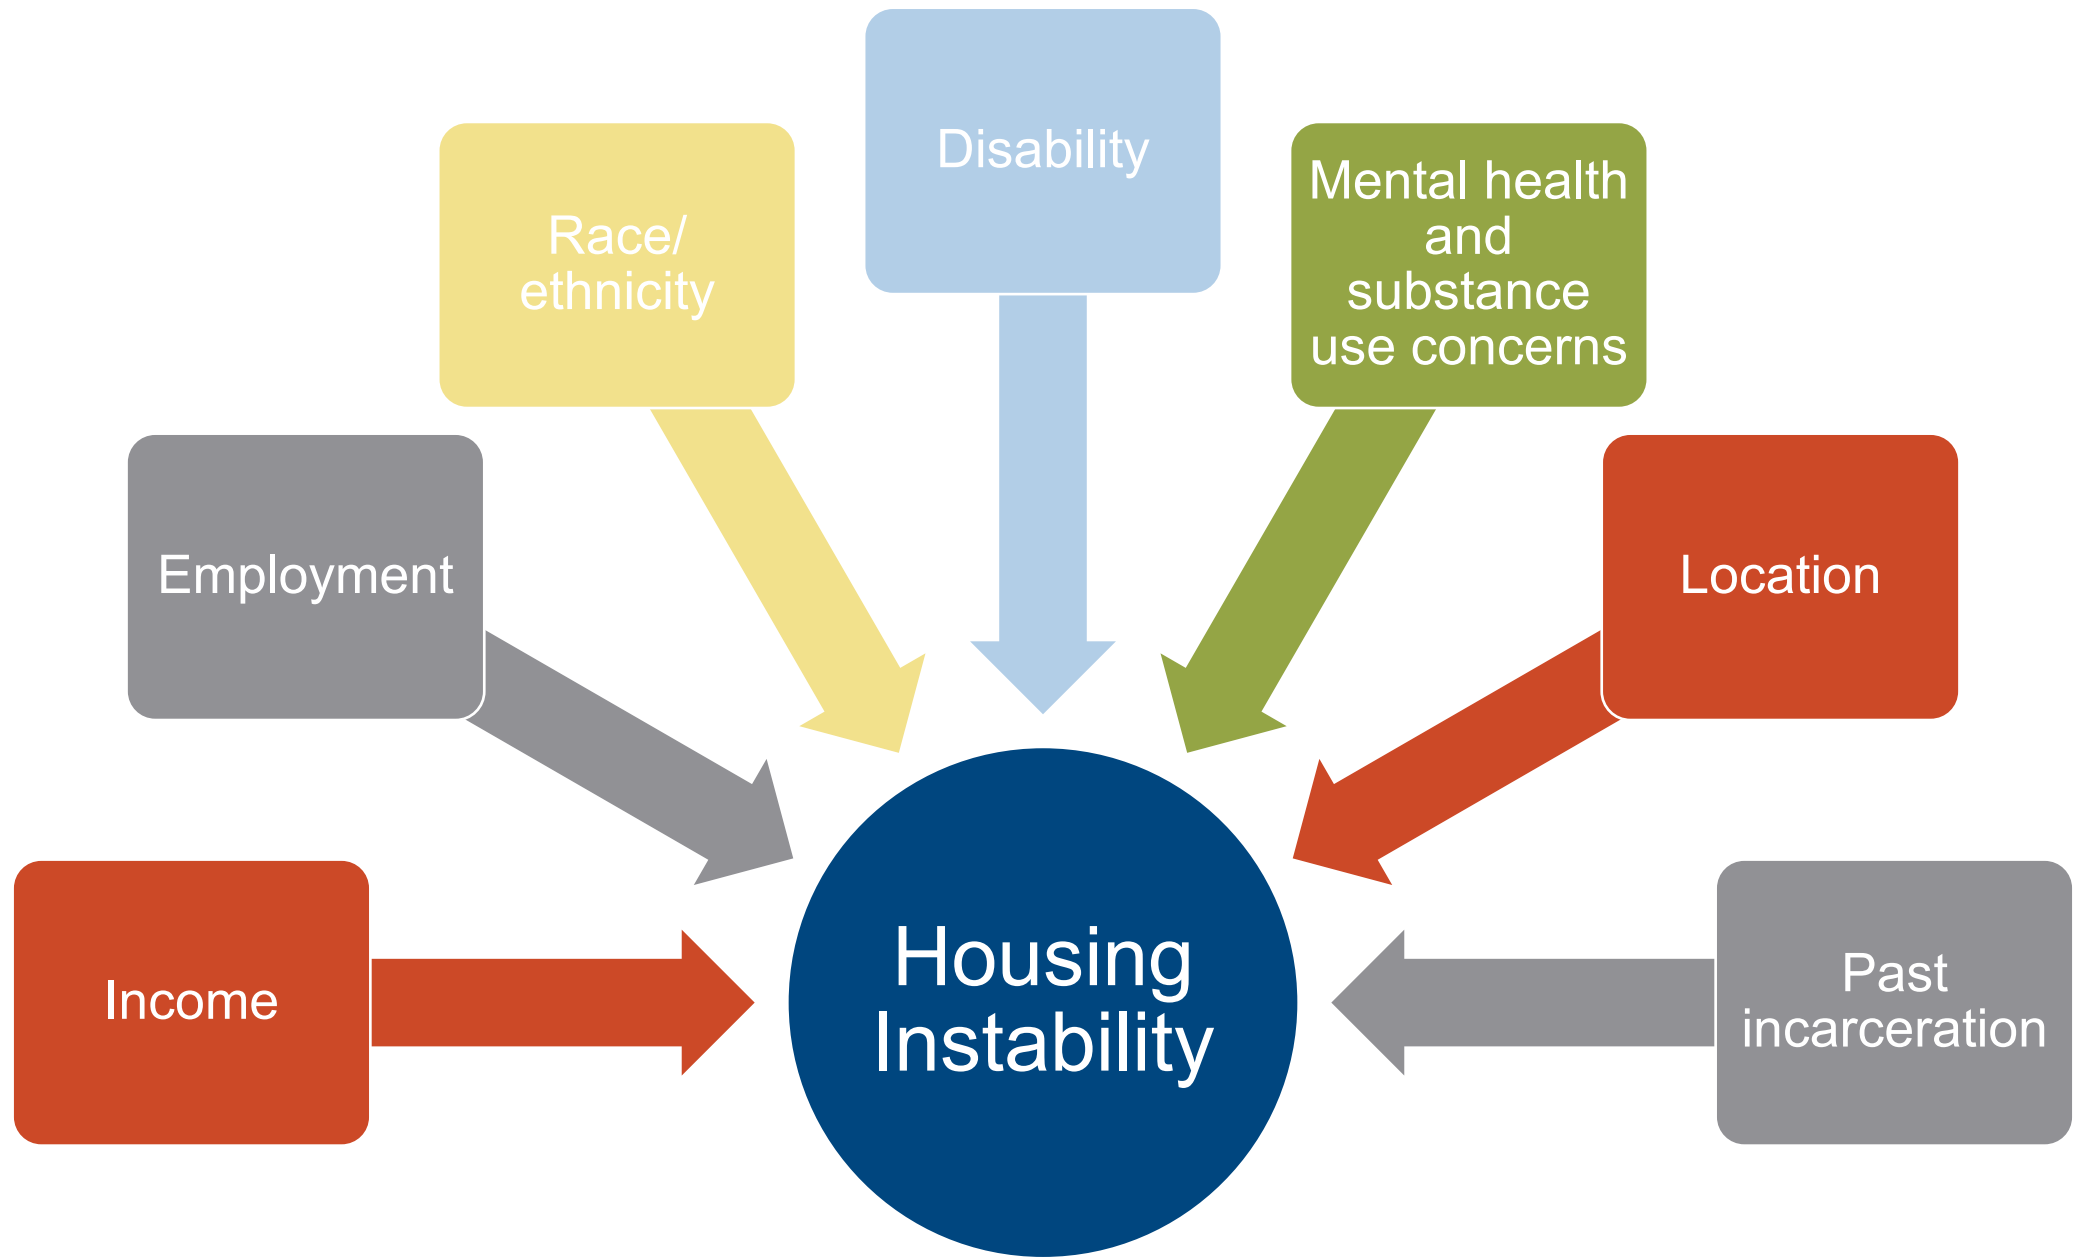 Disability
Race/
ethnicity
Mental health
and
substance
use concerns
Employment
Location
Income
Housing
Instability
Past
incarceration